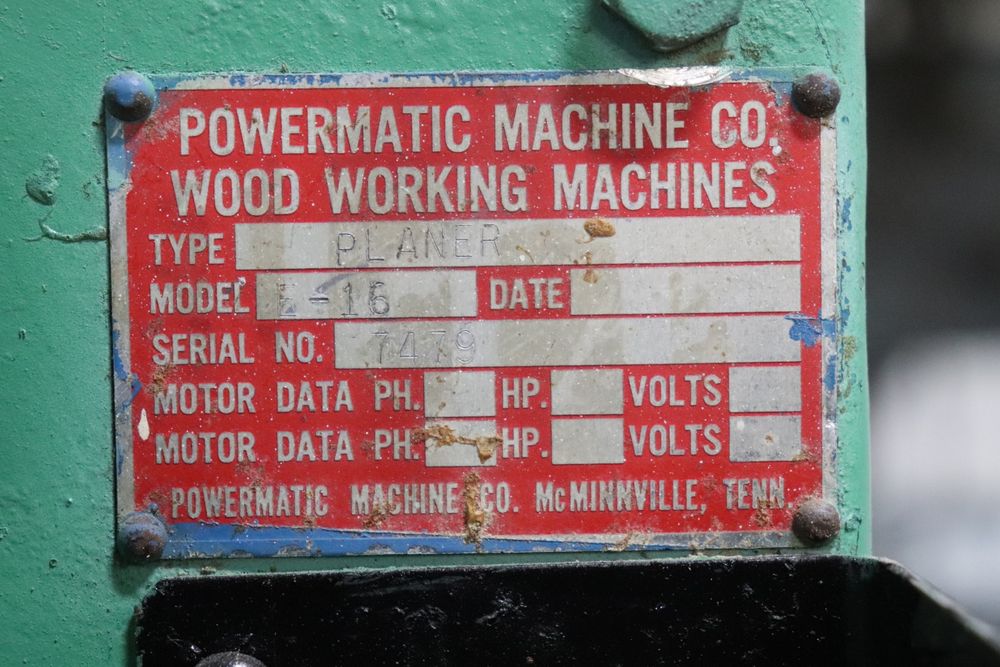 POWERMATIC MACHINE CO.
WOOD WORKING MACHINES
TYPE PLANER
MODEL E-16 DATE
SERIAL NO. 7479
MOTOR DATA PH. HP. VOLTS
MOTOR DATA PH. HP. VOLTS
POWERMATIC MACHINE CO. McMINNVILLE, TENN.